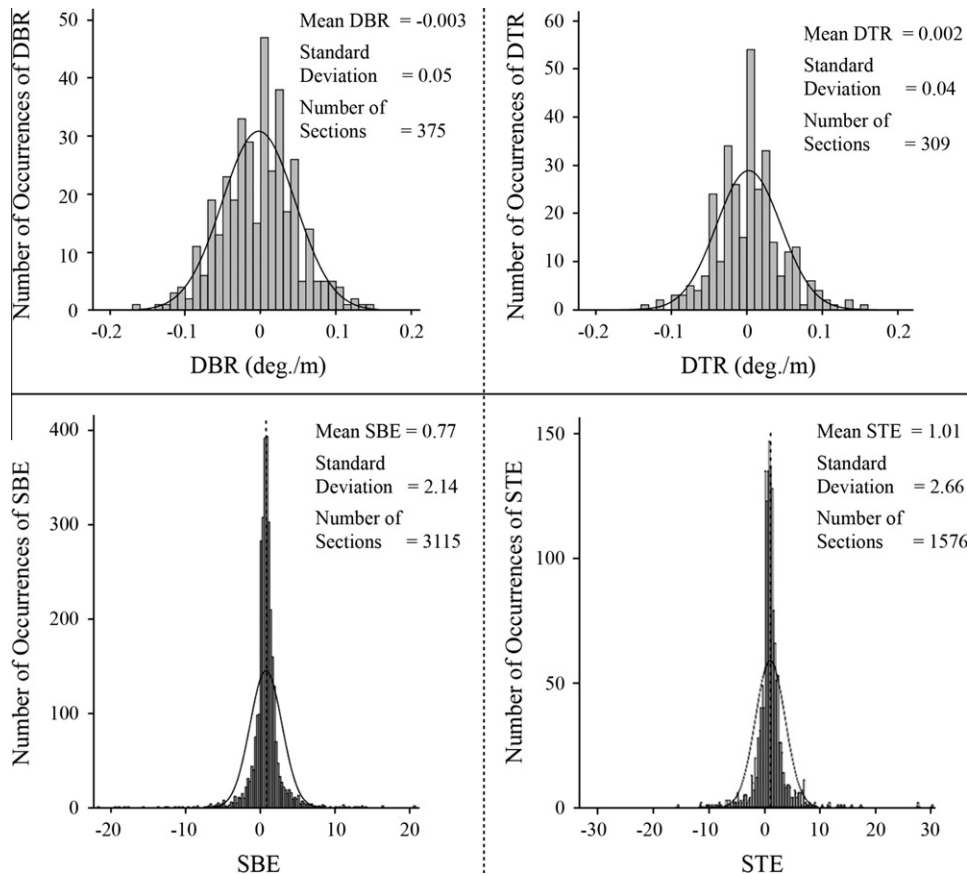 Number of Occurrences of DBR
50
40
30
20
10
0
Mean DBR = -0.003
Standard
Deviation = 0.05
Number of
Sections = 375
-0.2
-0.1
0
0.1
0.2
DBR (deg./m)
Number of Occurrences of DTR
60
50
40
30
20
10
0
Mean DTR = 0.002
Standard
Deviation = 0.04
Number of
Sections = 309
-0.2
-0.1
0
0.1
0.2
DTR (deg./m)
Number of Occurrences of SBE
400
300
200
100
0
Mean SBE = 0.77
Standard
Deviation = 2.14
Number of
Sections = 3115
-20
-10
0
10
20
SBE
Number of Occurrences of STE
150
100
50
0
Mean STE = 1.01
Standard
Deviation = 2.66
Number of
Sections = 1576
-30
-20
-10
0
10
20
30
STE